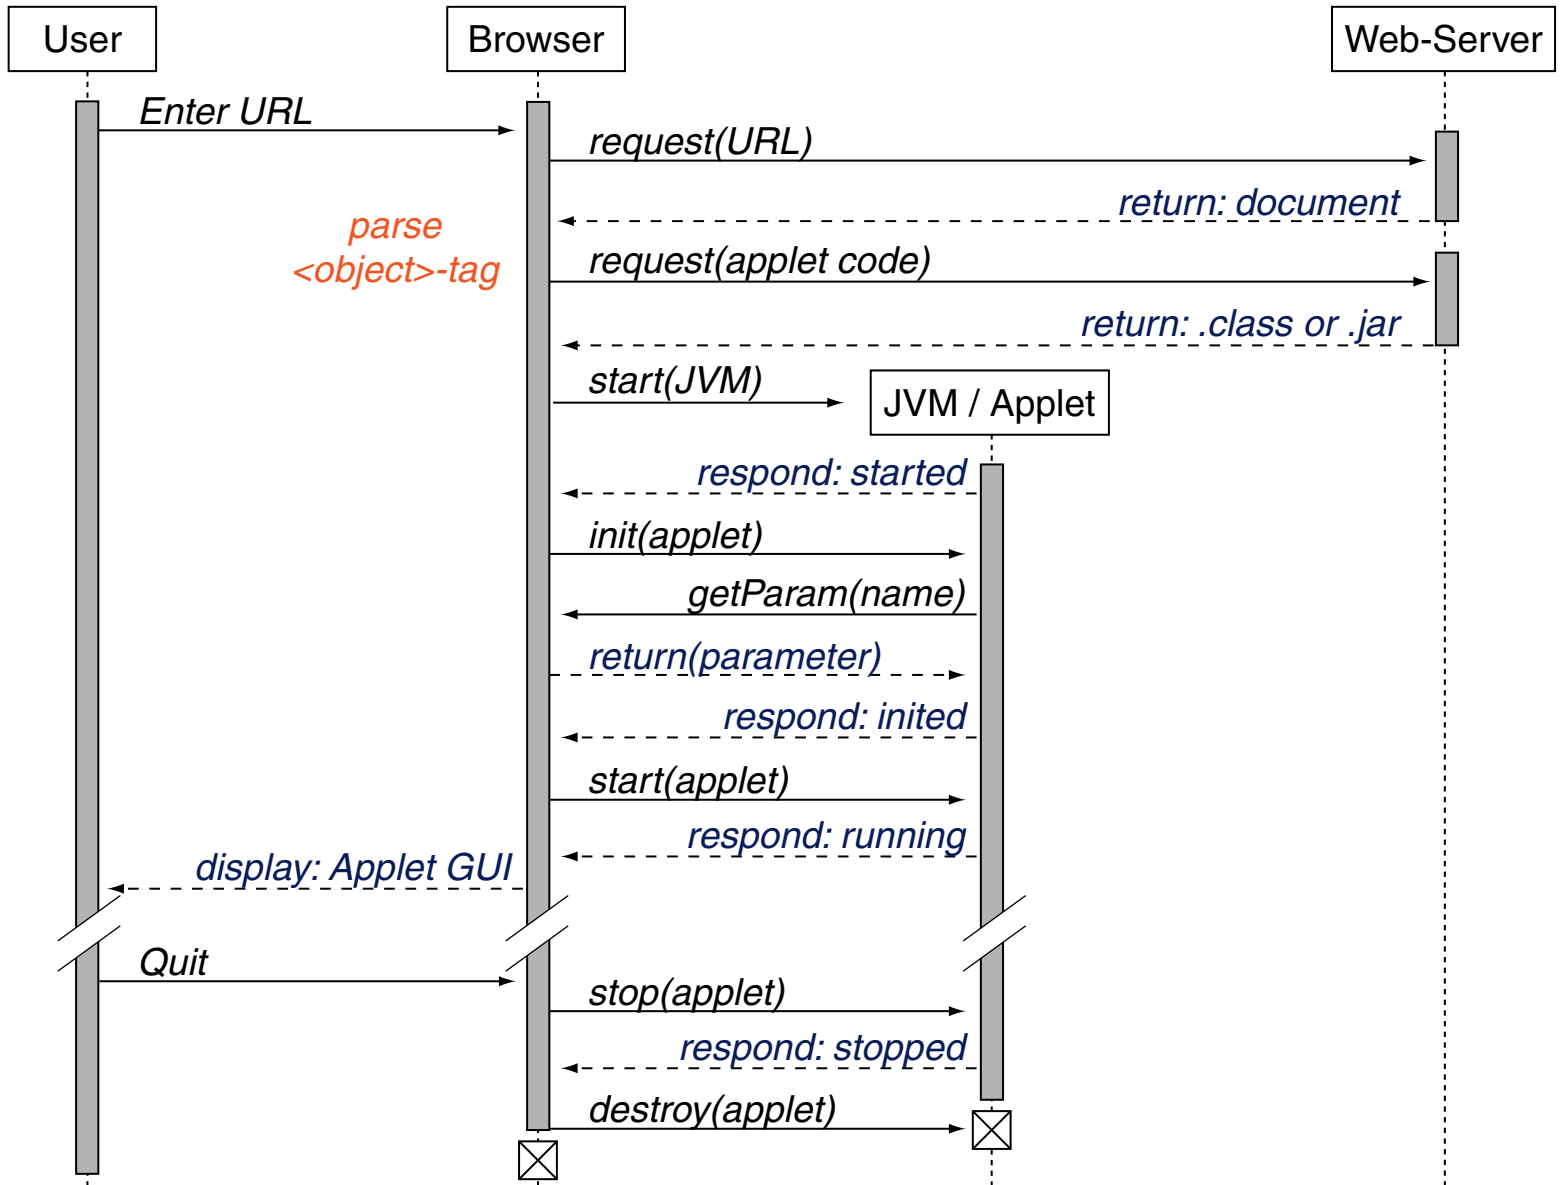 User
Browser
Web-Server
Enter URL
request(URL)
return: document
parse
<object>-tag
request(applet code)
return: .class or .jar
start(JVM)
JVM / Applet
respond: started
init(applet)
getParam(name)
return(parameter)
respond: inited
start(applet)
respond: running
display: Applet GUI
Quit
stop(applet)
respond: stopped
destroy(applet)